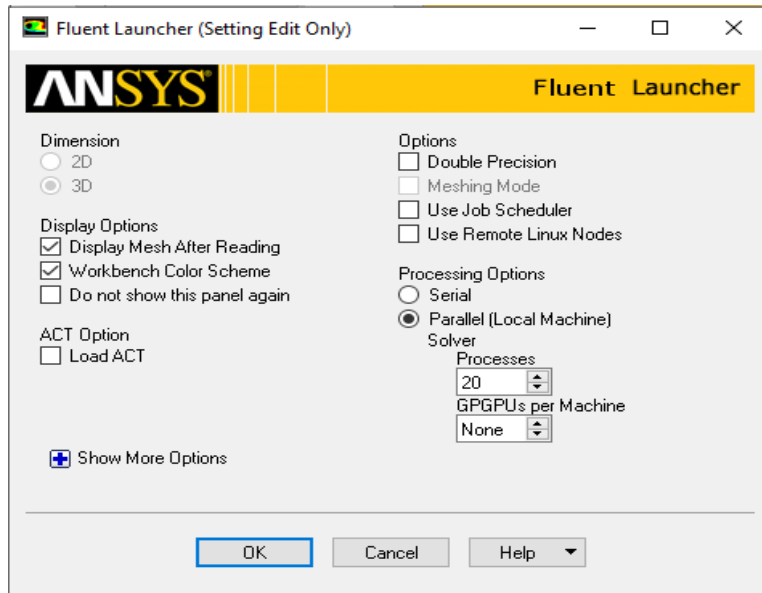 Fluent Launcher (Setting Edit Only)
ANSYS
Fluent Launcher
Dimension
2D
3D
Display Options
Display Mesh After Reading
Workbench Color Scheme
Do not show this panel again
ACT Option
Load ACT
Show More Options
Options
Double Precision
Meshing Mode
Use Job Scheduler
Use Remote Linux Nodes
Processing Options
Serial
Parallel (Local Machine)
Solver
Processes
20
GPGPUs per Machine
None
OK
Cancel
Help